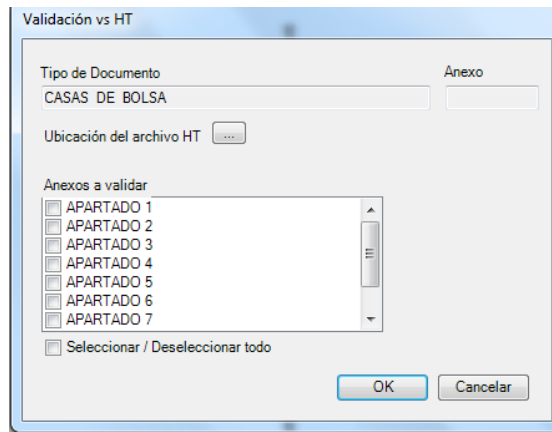 Validación vs HT
Tipo de Documento Anexo
CASAS DE BOLSA
Ubicación del archivo HT ...
Anexos a validar
APARTADO 1
APARTADO 2
APARTADO 3
APARTADO 4
APARTADO 5
APARTADO 6
APARTADO 7
Seleccionar / Deseleccionar todo
OK Cancelar